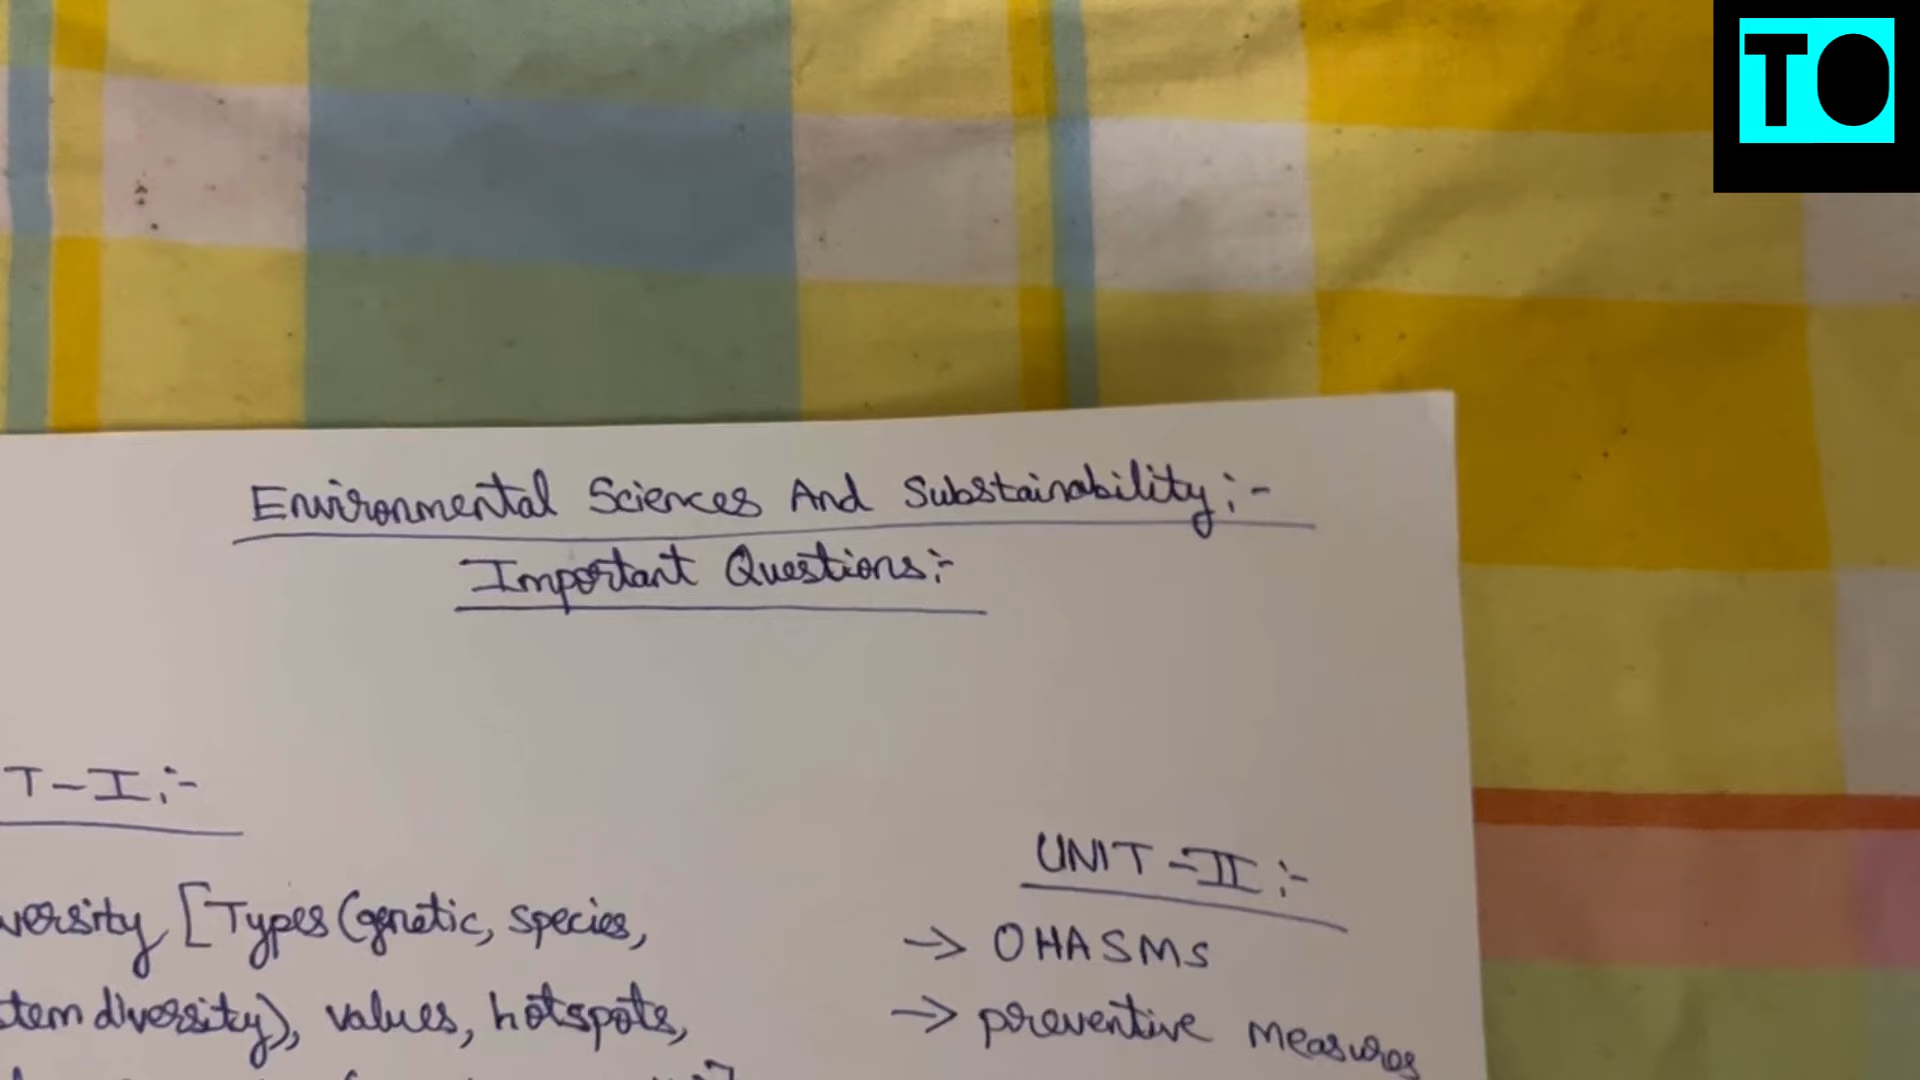 TO
Environmental Sciences And Substainability:-
Important Questions:-
T-I:-
versity [Types (genetic, species,
tem diversity), values, hotspots,
UNIT-II:-
→ OHASMS
→ preventive measures